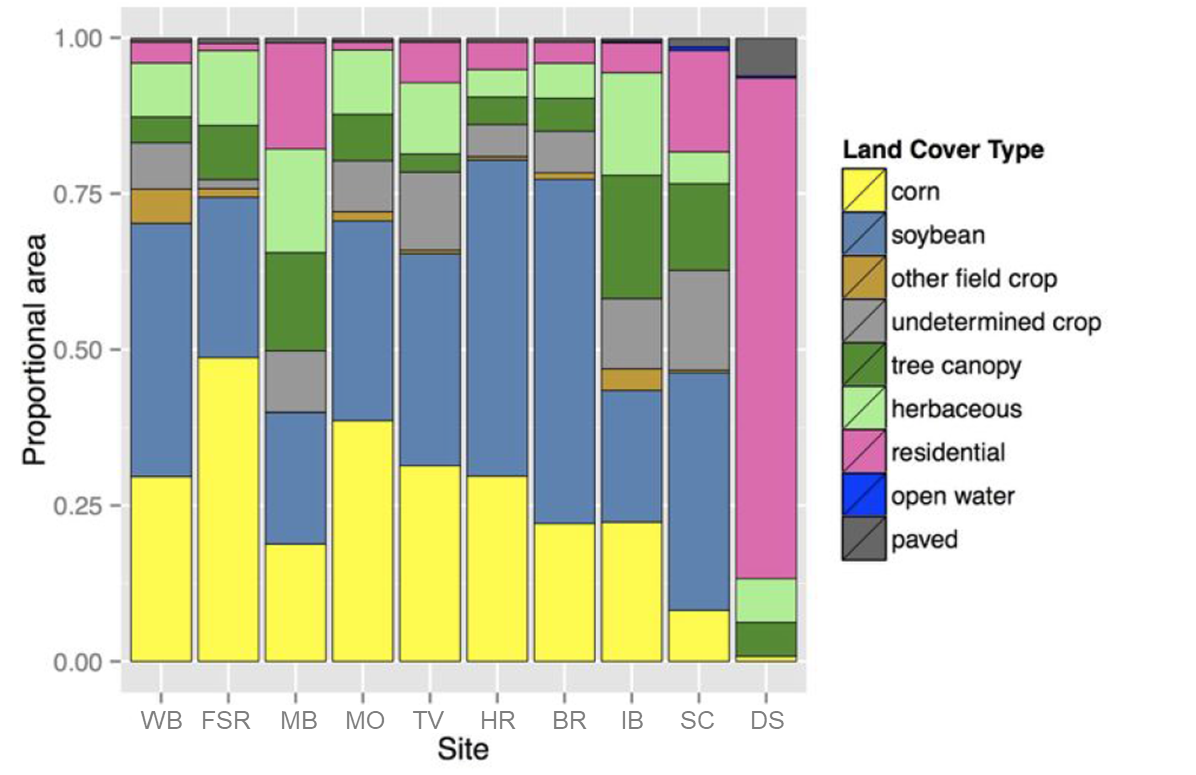 1.00
0.75
0.50
0.25
0.00
Proportional area
WB FSR MB MO TV HR BR IB SC DS
Site
Land Cover Type
corn
soybean
other field crop
undetermined crop
tree canopy
herbaceous
residential
open water
paved